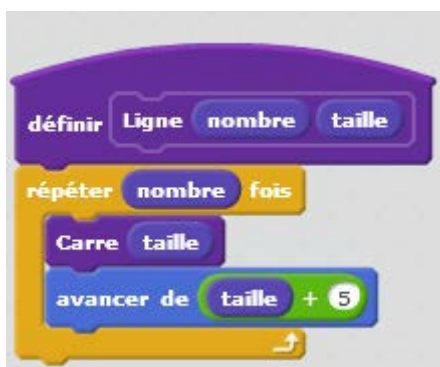 définir Ligne nombre taille
répéter nombre fois
Carre taille
avancer de taille + 5